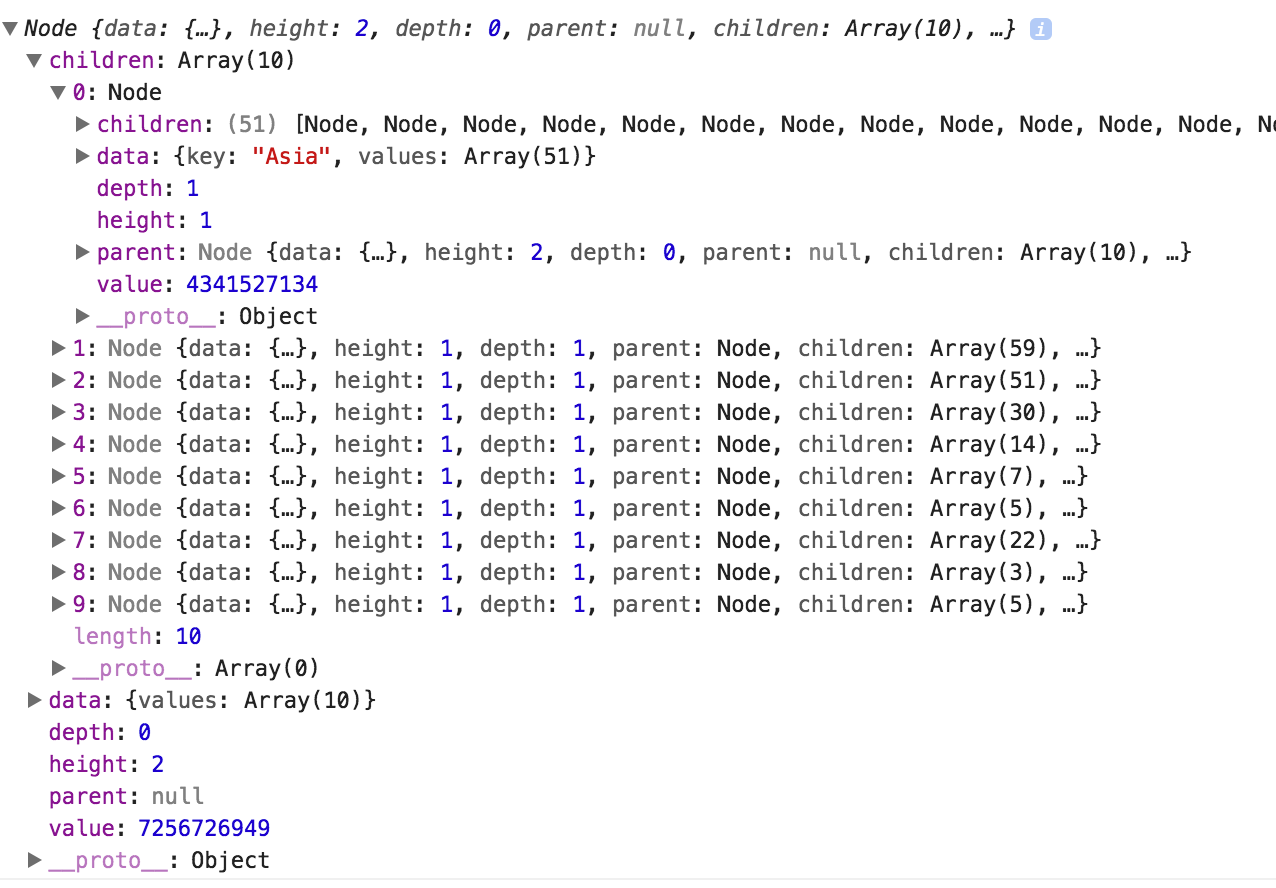 Node {data: {…}, height: 2, depth: 0, parent: null, children: Array(10), …} i
children: Array(10)
0: Node
children: (51) [Node, Node, Node, Node, Node, Node, Node, Node, Node, Node, Node, Node, No
data: {key: "Asia", values: Array(51)}
depth: 1
height: 1
parent: Node {data: {…}, height: 2, depth: 0, parent: null, children: Array(10), …}
value: 4341527134
__proto__: Object
1: Node {data: {…}, height: 1, depth: 1, parent: Node, children: Array(59), …}
2: Node {data: {…}, height: 1, depth: 1, parent: Node, children: Array(51), …}
3: Node {data: {…}, height: 1, depth: 1, parent: Node, children: Array(30), …}
4: Node {data: {…}, height: 1, depth: 1, parent: Node, children: Array(14), …}
5: Node {data: {…}, height: 1, depth: 1, parent: Node, children: Array(7), …}
6: Node {data: {…}, height: 1, depth: 1, parent: Node, children: Array(5), …}
7: Node {data: {…}, height: 1, depth: 1, parent: Node, children: Array(22), …}
8: Node {data: {…}, height: 1, depth: 1, parent: Node, children: Array(3), …}
9: Node {data: {…}, height: 1, depth: 1, parent: Node, children: Array(5), …}
length: 10
__proto__: Array(0)
data: {values: Array(10)}
depth: 0
height: 2
parent: null
value: 7256726949
__proto__: Object